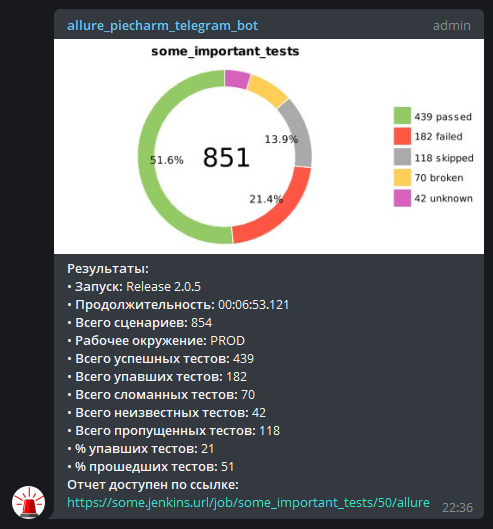 allure_piecharm_telegram_bot admin
some_important_tests
13.9%
51.6%
851
21.4%
439 passed
182 failed
118 skipped
70 broken
42 unknown
Результаты:
• Запуск: Release 2.0.5
• Продолжительность: 00:06:53.121
• Всего сценариев: 854
• Рабочее окружение: PROD
• Всего успешных тестов: 439
• Всего упавших тестов: 182
• Всего сломанных тестов: 70
• Всего неизвестных тестов: 42
• Всего пропущенных тестов: 118
• % упавших тестов: 21
• % прошедших тестов: 51
Отчет доступен по ссылке:
https://some.jenkins.url/job/some_important_tests/50/allure 22:36